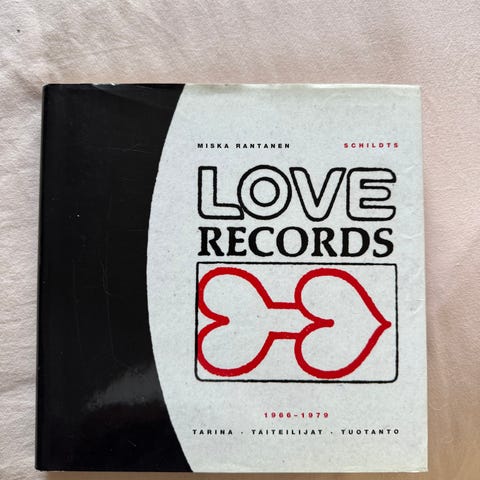 MISKA RANTANEN SCHILDTS
LOVE
RECORDS
1966-1979
TARINA · TAITEILIJAT · TUOTANTO